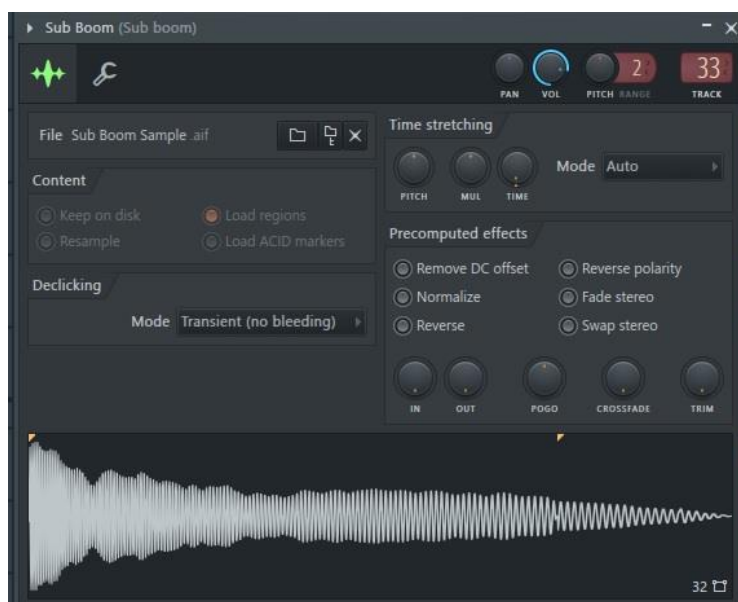 Sub Boom (Sub boom)
PAN VOL PITCH RANGE 2 33 TRACK
File Sub Boom Sample .aif
Content
Keep on disk Load regions
Resample Load ACID markers
Declicking
Mode Transient (no bleeding)
Time stretching
PITCH MUL TIME Mode Auto
Precomputed effects
Remove DC offset Reverse polarity
Normalize Fade stereo
Reverse Swap stereo
IN OUT POGO CROSSFADE TRIM
32